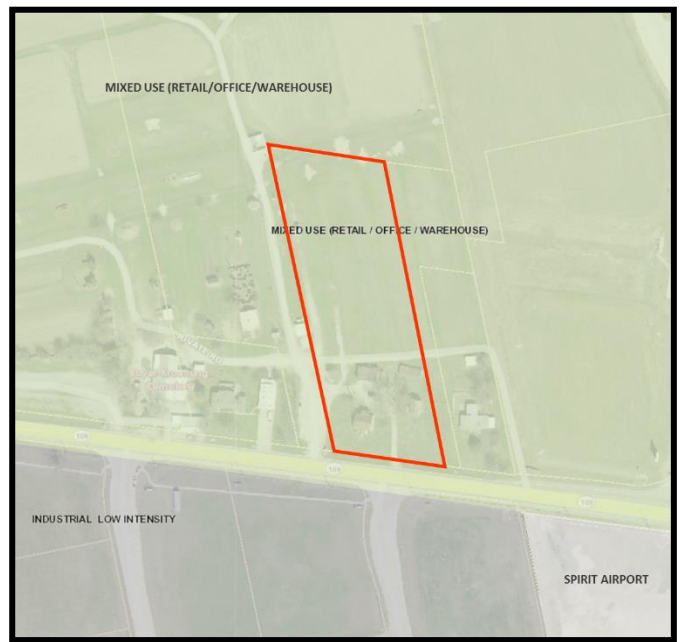 MIXED USE (RETAIL/OFFICE/WAREHOUSE)
MIXED USE (RETAIL / OFFICE / WAREHOUSE)
INDUSTRIAL LOW INTENSITY
SPIRIT AIRPORT